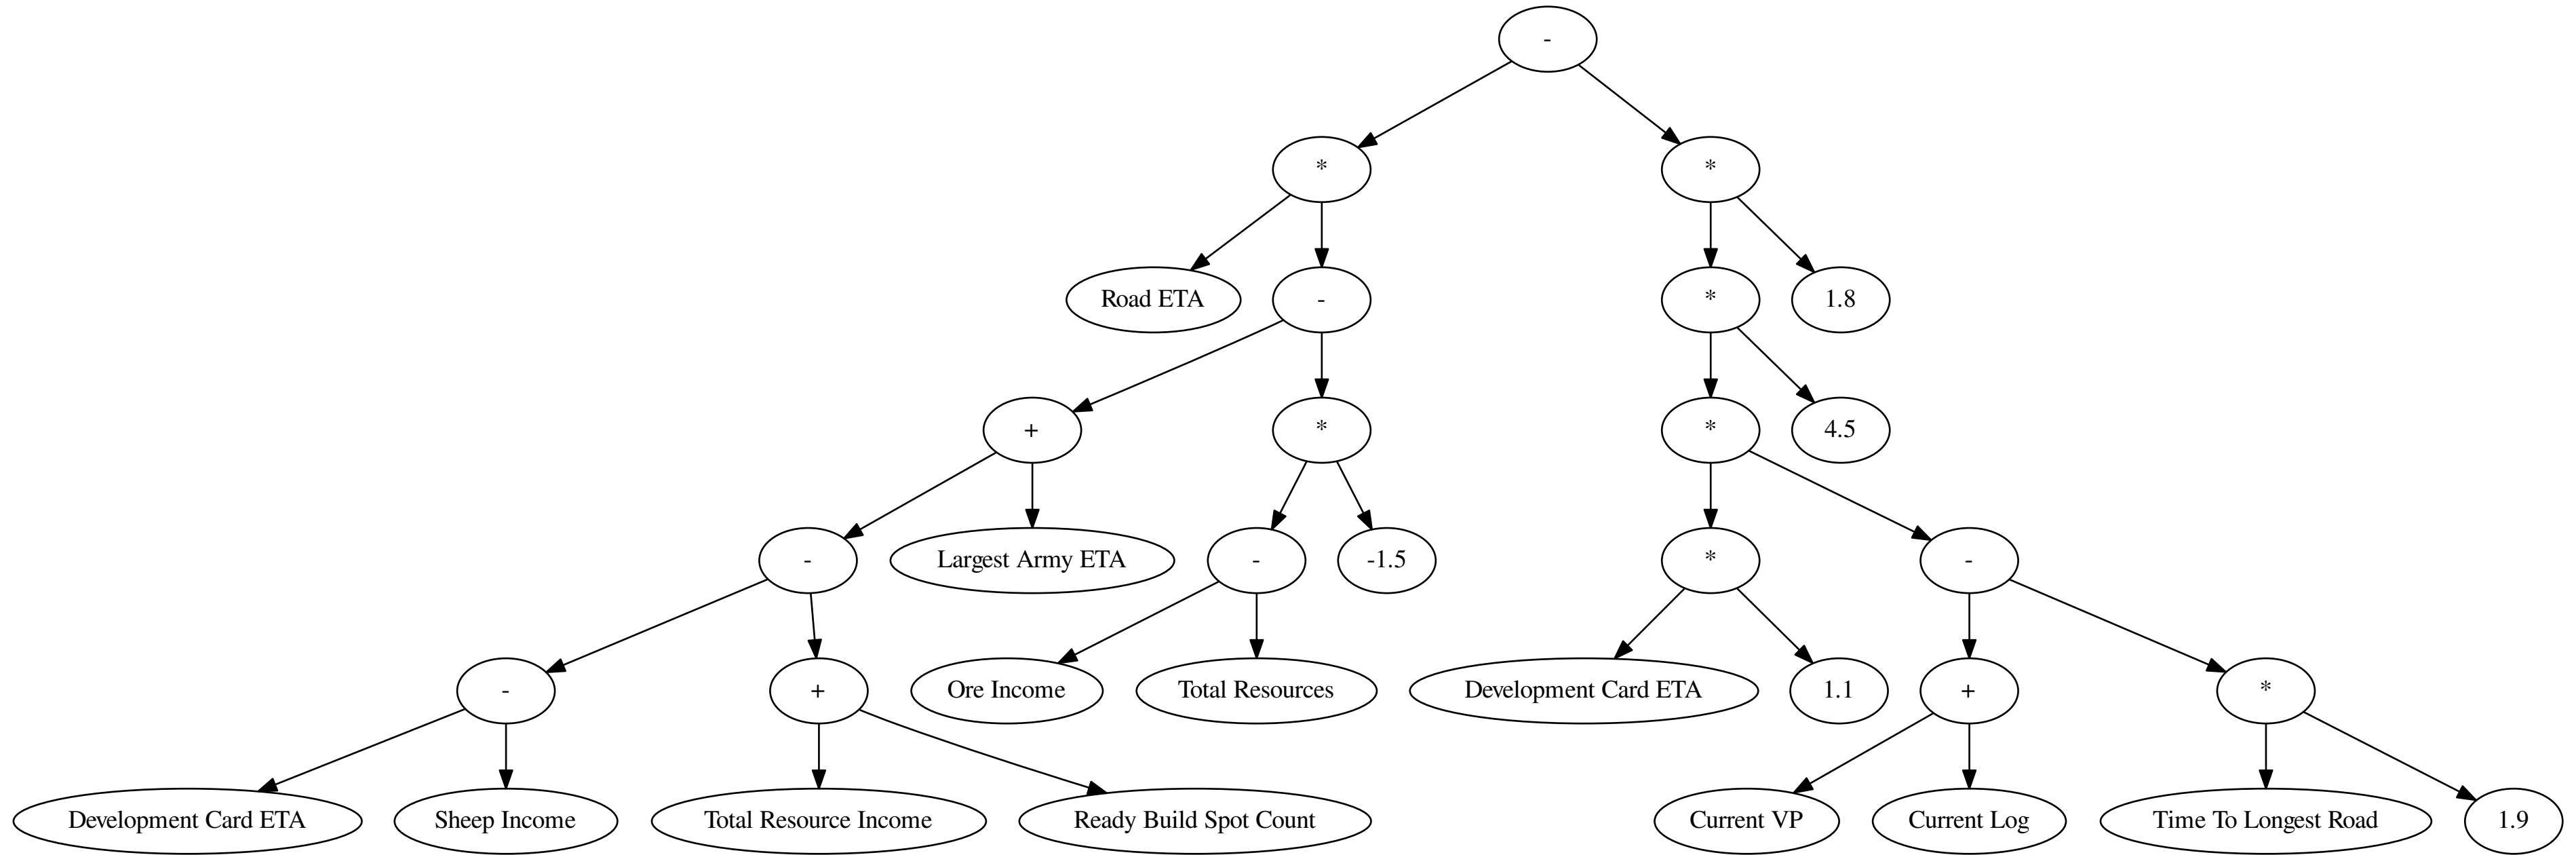 -
*
*
Road ETA
-
*
1.8
+
*
*
4.5
-
Largest Army ETA
-
-1.5
*
-
-
+
Ore Income
Total Resources
Development Card ETA
1.1
+
*
Development Card ETA
Sheep Income
Total Resource Income
Ready Build Spot Count
Current VP
Current Log
Time To Longest Road
1.9